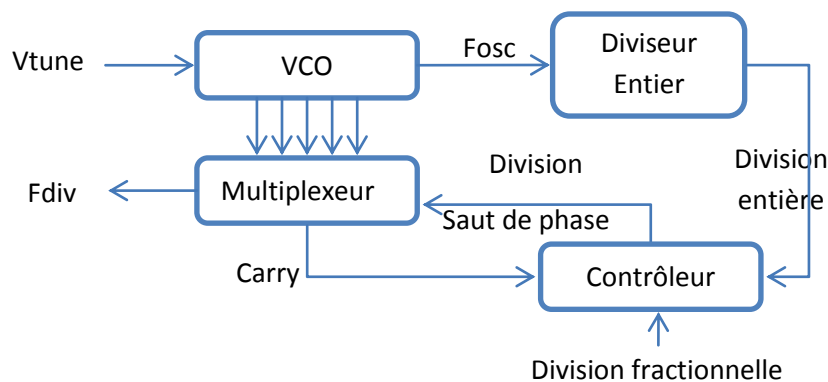 Vtune
VCO
Fosc
Diviseur
Entier
Fdiv
Multiplexeur
Division
Saut de phase
Division
entière
Carry
Contrôleur
Division fractionnelle